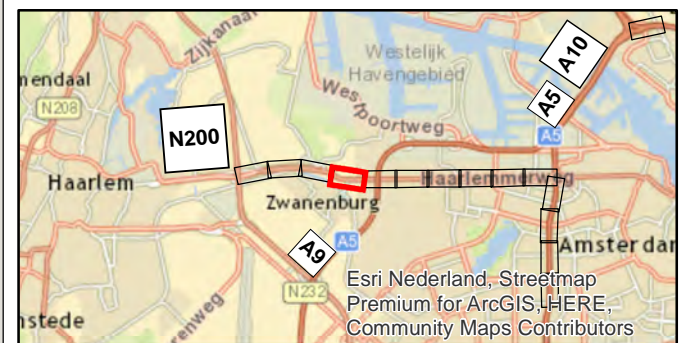 Zijkanaal
Westelijk
Havengebied
A10
nendaal
N208
Westpoortweg
A5
N200
A5
Haarlem
Haarlemmerweg
Zwanenburg
A5
A9
Amsterdar
N232
Esri Nederland, Streetmap
Premium for ArcGIS, HERE,
Community Maps Contributors
nstede
renweg